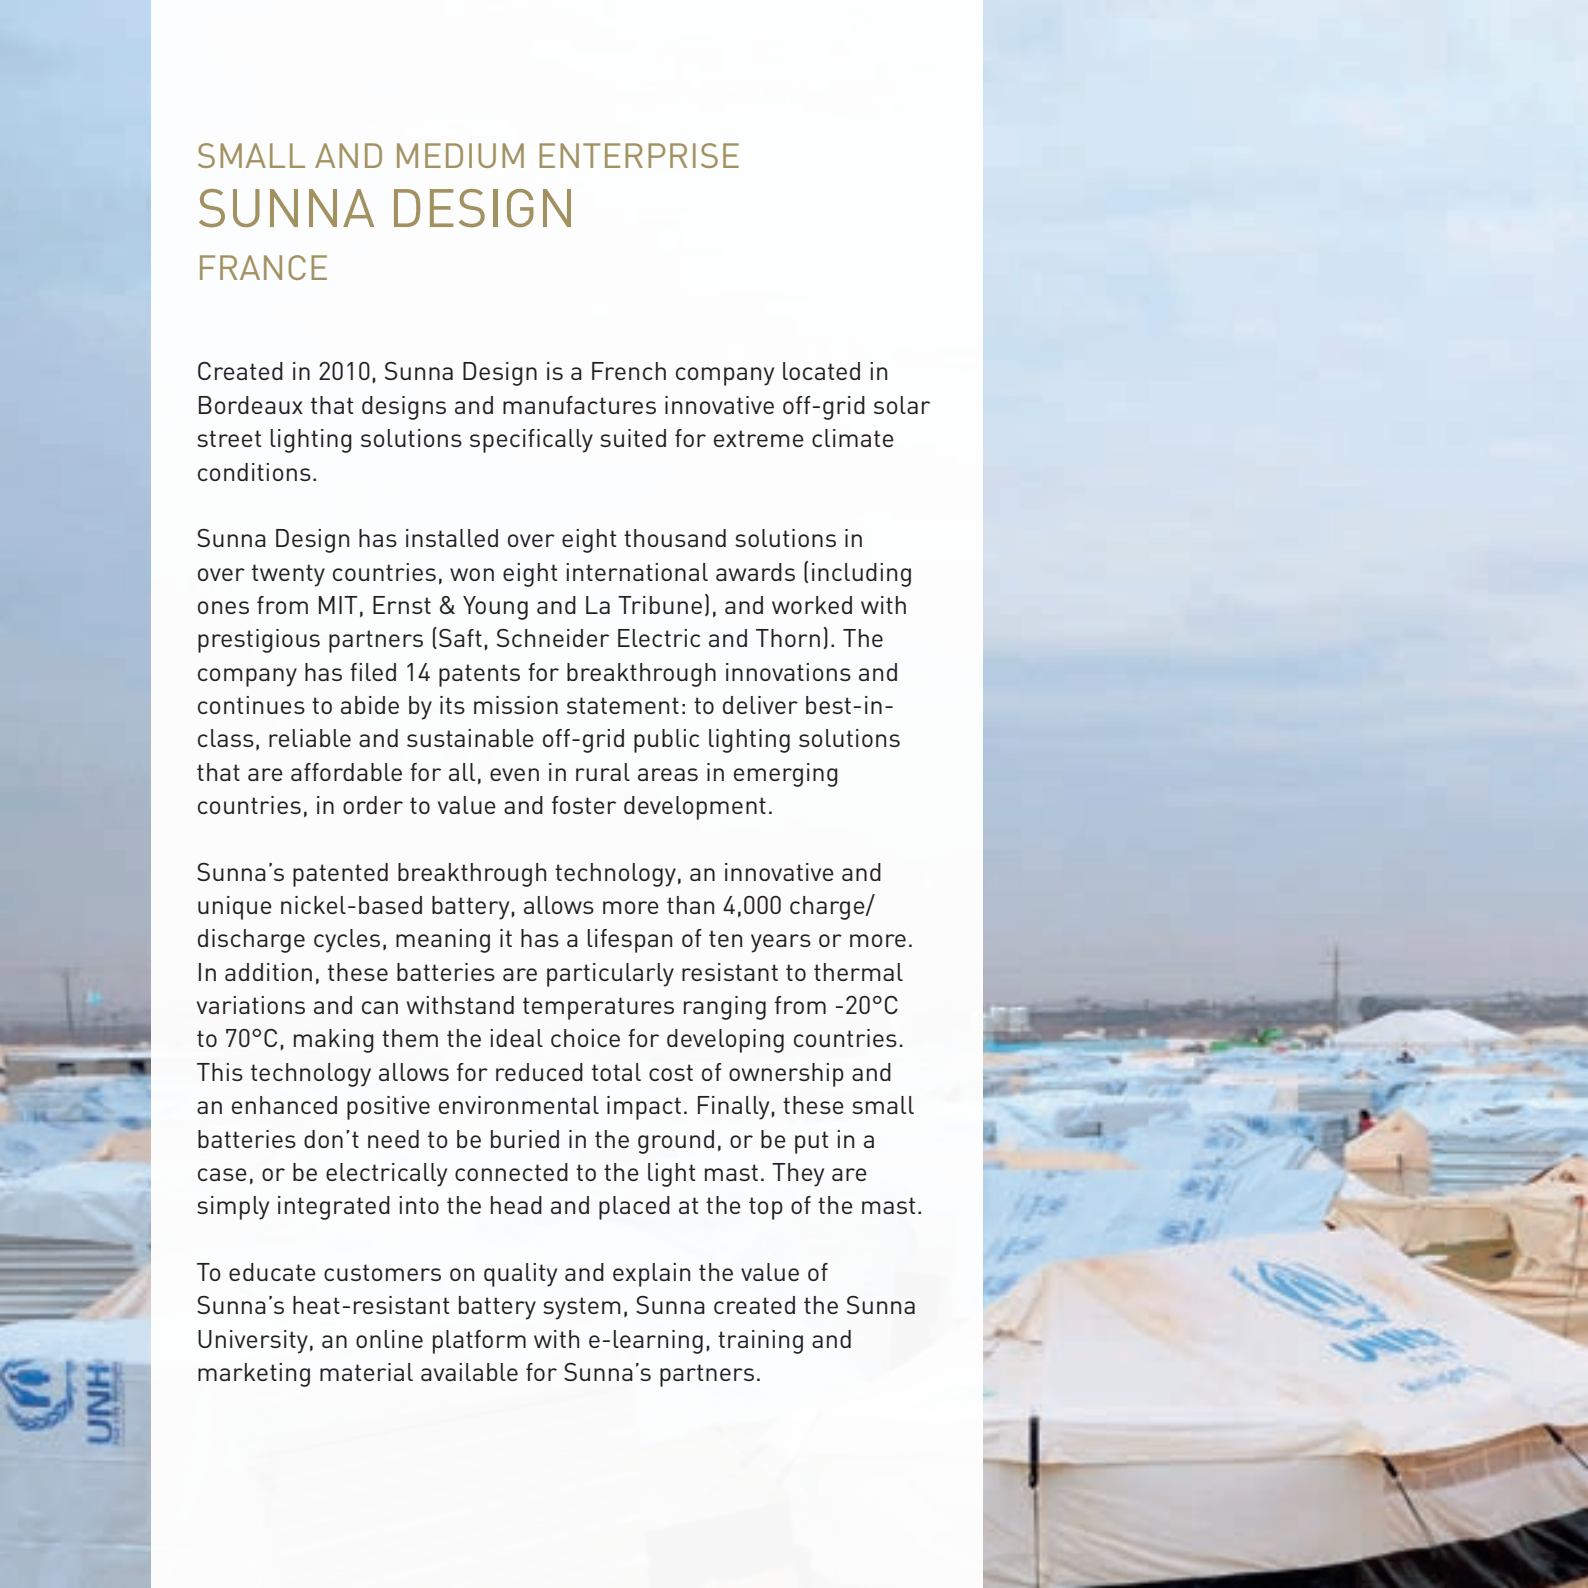 SMALL AND MEDIUM ENTERPRISE
SUNNA DESIGN
FRANCE
Created in 2010, Sunna Design is a French company located in
Bordeaux that designs and manufactures innovative off-grid solar
street lighting solutions specifically suited for extreme climate
conditions.
Sunna Design has installed over eight thousand solutions in
over twenty countries, won eight international awards (including
ones from MIT, Ernst & Young and La Tribune), and worked with
prestigious partners (Saft, Schneider Electric and Thorn). The
company has filed 14 patents for breakthrough innovations and
continues to abide by its mission statement: to deliver best-in-
class, reliable and sustainable off-grid public lighting solutions
that are affordable for all, even in rural areas in emerging
countries, in order to value and foster development.
Sunna’s patented breakthrough technology, an innovative and
unique nickel-based battery, allows more than 4,000 charge/
discharge cycles, meaning it has a lifespan of ten years or more.
In addition, these batteries are particularly resistant to thermal
variations and can withstand temperatures ranging from -20°C
to 70°C, making them the ideal choice for developing countries.
This technology allows for reduced total cost of ownership and
an enhanced positive environmental impact. Finally, these small
batteries don’t need to be buried in the ground, or be put in a
case, or be electrically connected to the light mast. They are
simply integrated into the head and placed at the top of the mast.
To educate customers on quality and explain the value of
Sunna’s heat-resistant battery system, Sunna created the Sunna
University, an online platform with e-learning, training and
marketing material available for Sunna’s partners.
UNH